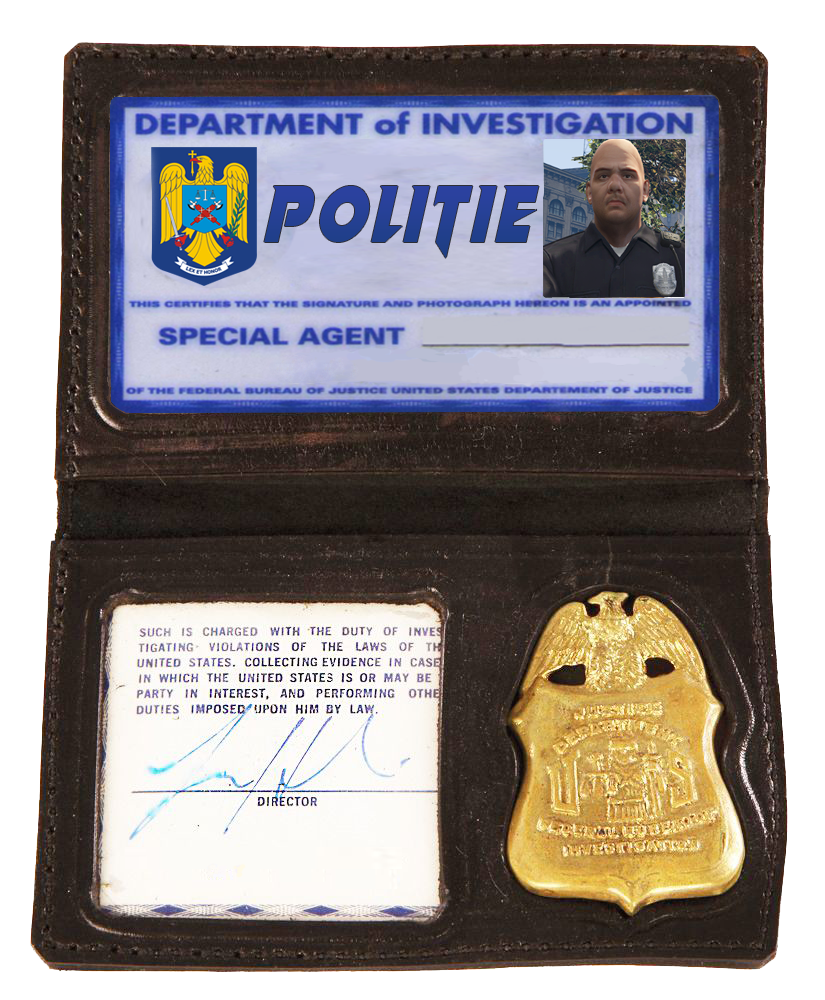 DEPARTMENT of INVESTIGATION
LEX ET HONOR
POLITIE
THIS CERTIFIES THAT THE SIGNATURE AND PHOTOGRAPH HEREON IS AN APPOINTED
SPECIAL AGENT
OF THE FEDERAL BUREAU OF JUSTICE UNITED STATES DEPARTEMENT OF JUSTICE
SUCH IS CHARGED WITH THE DUTY OF INVES
TIGATING VIOLATIONS OF THE LAWS OF TH
UNITED STATES. COLLECTING EVIDENCE IN CASE
IN WHICH THE UNITED STATES IS OR MAY BE
PARTY IN INTEREST, AND PERFORMING OTHE
DUTIES IMPOSED UPON HIM BY LAW.
DIRECTOR
U S
INVESTIGATION